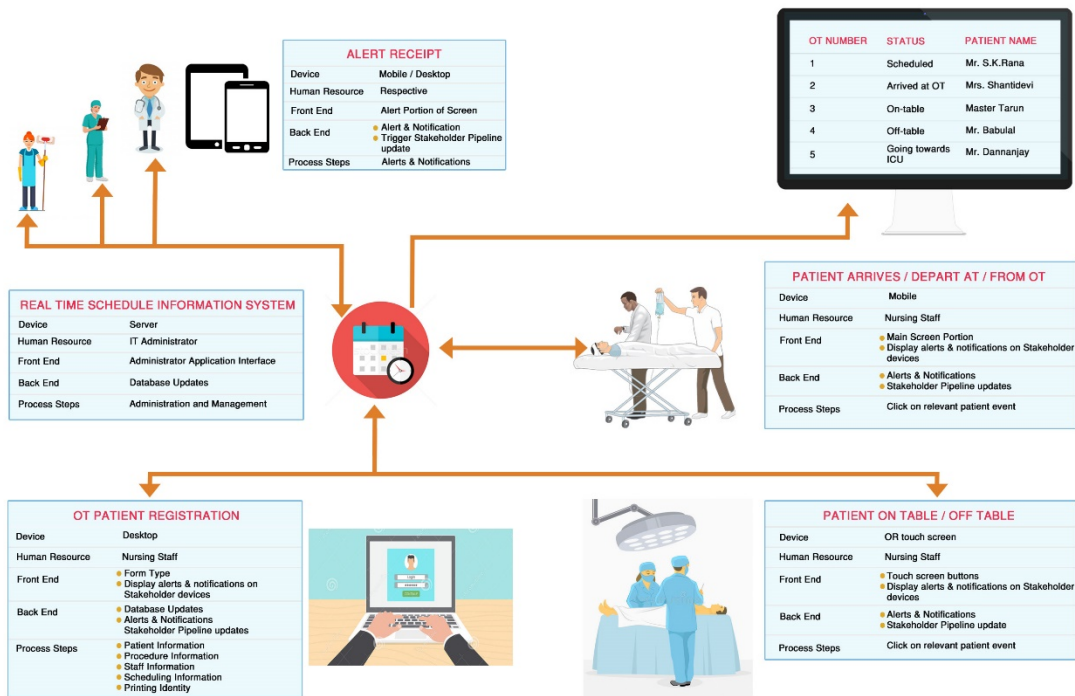 ALERT RECEIPT
Device Mobile / Desktop
Human Resource Respective
Front End Alert Portion of Screen
Back End Alert & Notification
Trigger Stakeholder Pipeline
update
Process Steps Alerts & Notifications
OT NUMBER STATUS PATIENT NAME
1 Scheduled Mr. S.K.Rana
2 Arrived at OT Mrs. Shantidevi
3 On-table Master Tarun
4 Off-table Mr. Babulal
5 Going towards Mr. Dannanjay
ICU
REAL TIME SCHEDULE INFORMATION SYSTEM
Device Server
Human Resource IT Administrator
Front End Administrator Application Interface
Back End Database Updates
Process Steps Administration and Management
PATIENT ARRIVES / DEPART AT / FROM OT
Device Mobile
Human Resource Nursing Staff
Front End Main Screen Portion
Display alerts & notifications on Stakeholder
devices
Back End Alerts & Notifications
Stakeholder Pipeline updates
Process Steps Click on relevant patient event
OT PATIENT REGISTRATION
Device Desktop
Human Resource Nursing Staff
Front End Form Type
Display alerts & notifications on
Stakeholder devices
Back End Database Updates
Alerts & Notifications
Stakeholder Pipeline updates
Process Steps Patient Information
Procedure Information
Staff Information
Scheduling Information
Printing Identity
Login
PATIENT ON TABLE / OFF TABLE
Device OR touch screen
Human Resource Nursing Staff
Front End Touch screen buttons
Display alerts & notifications on Stakeholder
devices
Back End Alerts & Notifications
Stakeholder Pipeline update
Process Steps Click on relevant patient event